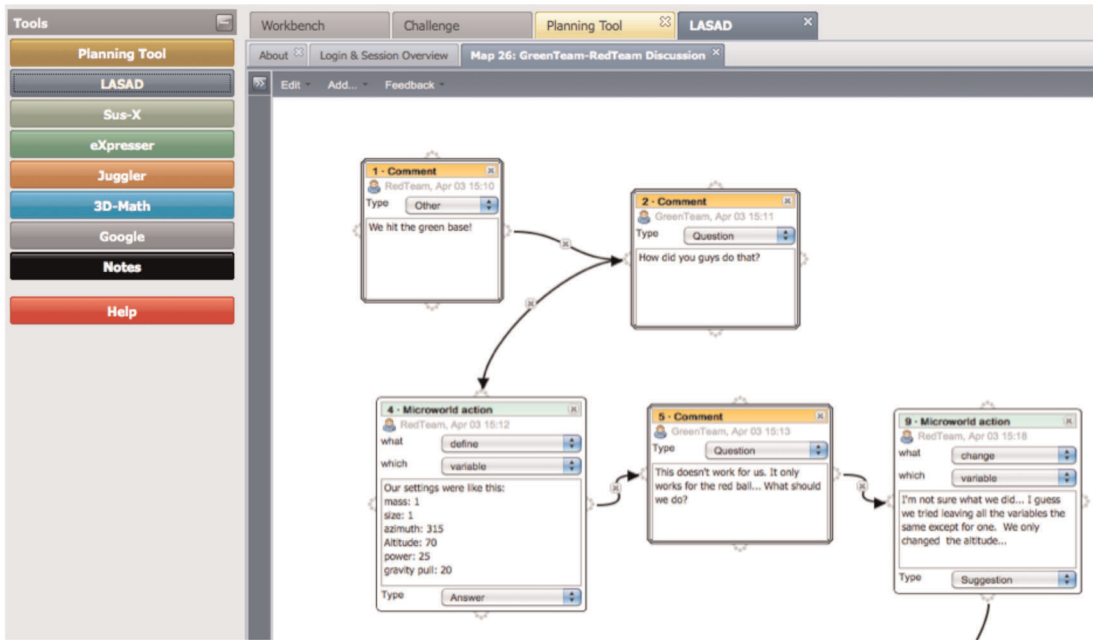 Tools
Planning Tool
LASAD
Sus-X
eXpresser
Juggler
3D-Math
Google
Notes
Help
Workbench
Challenge
Planning Tool
LASAD
About
Login & Session Overview
Map 26: GreenTeam-RedTeam Discussion
Edit
Add...
Feedback
1 - Comment
RedTeam, Apr 03 15:10
Type Other
We hit the green base!
2 - Comment
GreenTeam, Apr 03 15:11
Type Question
How did you guys do that?
4 - Microworld action
RedTeam, Apr 03 15:12
what define
which variable
Our settings were like this:
mass: 1
size: 1
azimuth: 315
Altitude: 70
power: 25
gravity pull: 20
Type Answer
5 - Comment
GreenTeam, Apr 03 15:13
Type Question
This doesn't work for us. It only
works for the red ball... What should
we do?
9 - Microworld action
RedTeam, Apr 03 15:18
what change
which variable
I'm not sure what we did... I guess
we tried leaving all the variables the
same except for one. We only
changed the altitude...
Type Suggestion